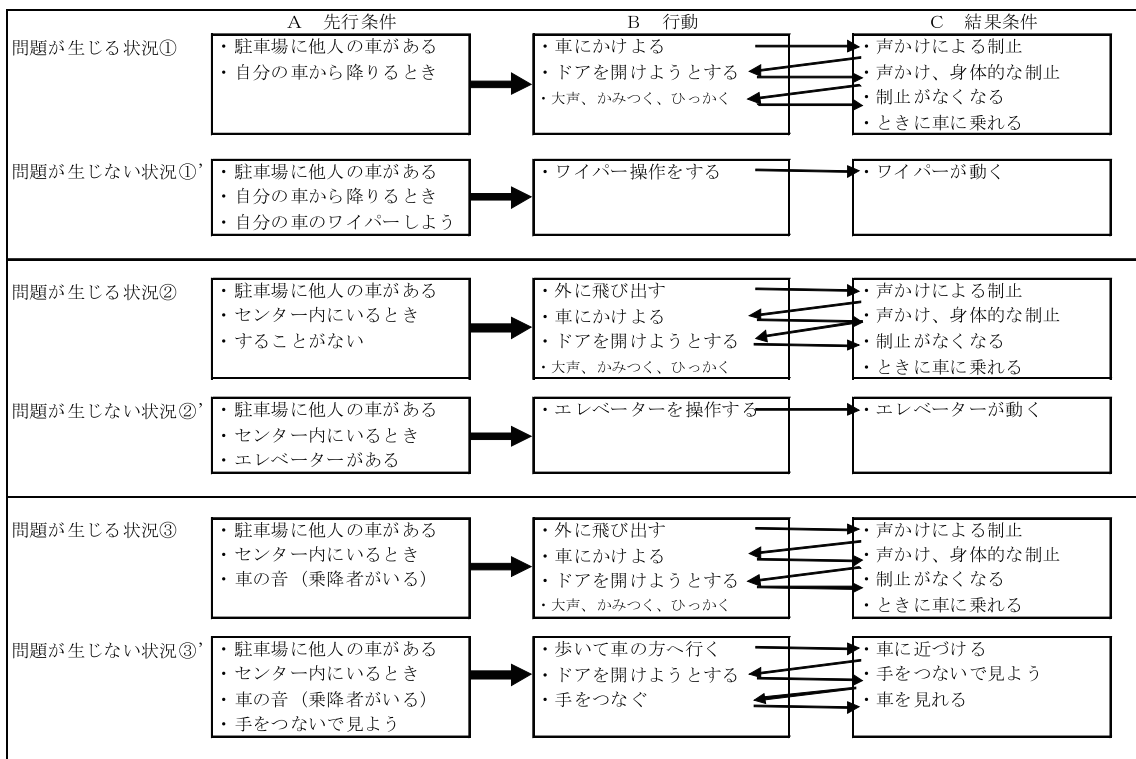 A　先行条件　B　行動　C　結果条件
問題が生じる状況①
・駐車場に他人の車がある
・自分の車から降りるとき
・車にかけよる
・ドアを開けようとする
・大声、かみつく、ひっかく
・声かけによる制止
・声かけ、身体的な制止
・制止がなくなる
・ときに車に乗れる
問題が生じない状況①’
・駐車場に他人の車がある
・自分の車から降りるとき
・自分の車のワイパーしよう
・ワイパー操作をする
・ワイパーが動く
問題が生じる状況②
・駐車場に他人の車がある
・センター内にいるとき
・することがない
・外に飛び出す
・車にかけよる
・ドアを開けようとする
・大声、かみつく、ひっかく
・声かけによる制止
・声かけ、身体的な制止
・制止がなくなる
・ときに車に乗れる
問題が生じない状況②’
・駐車場に他人の車がある
・センター内にいるとき
・エレベーターがある
・エレベーターを操作する
・エレベーターが動く
問題が生じる状況③
・駐車場に他人の車がある
・センター内にいるとき
・車の音（乗降者がいる）
・外に飛び出す
・車にかけよる
・ドアを開けようとする
・大声、かみつく、ひっかく
・声かけによる制止
・声かけ、身体的な制止
・制止がなくなる
・ときに車に乗れる
問題が生じない状況③’
・駐車場に他人の車がある
・センター内にいるとき
・車の音（乗降者がいる）
・手をつないで見よう
・歩いて車の方へ行く
・ドアを開けようとする
・手をつなぐ
・車に近づける
・手をつないで見よう
・車を見れる